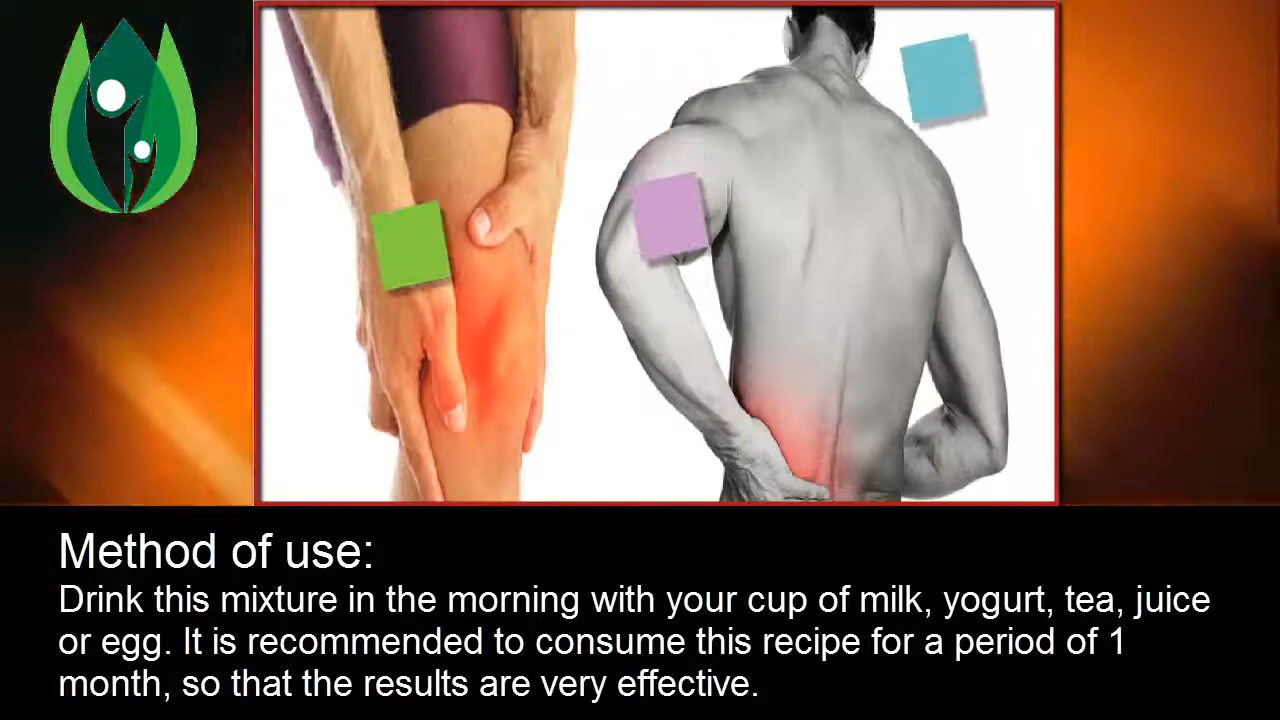 Method of use:
Drink this mixture in the morning with your cup of milk, yogurt, tea, juice
or egg. It is recommended to consume this recipe for a period of 1
month, so that the results are very effective.